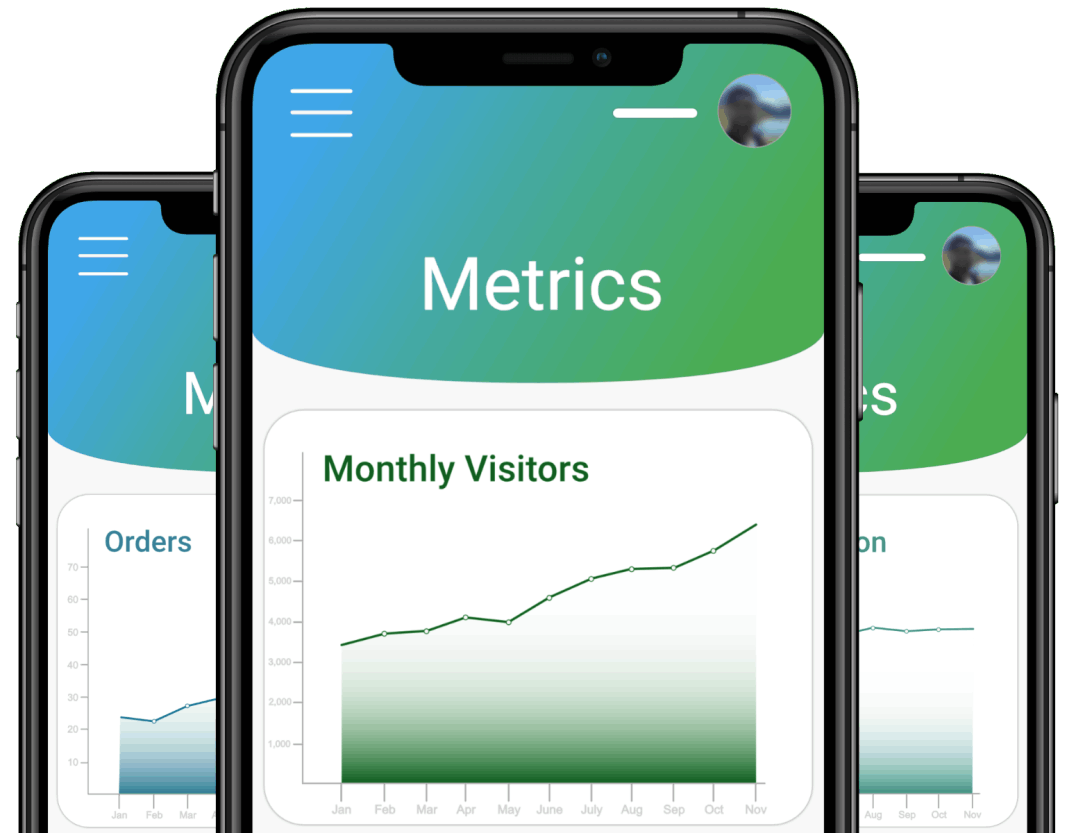 Metrics
Monthly Visitors
7,000
6,000
5,000
4,000
3,000
2,000
1,000
Jan Feb Mar Apr May June July Aug Sep Oct Nov
M
Orders
70
60
50
40
30
20
10
Jan Feb Mar A
cs
on
Aug Sep Oct Nov